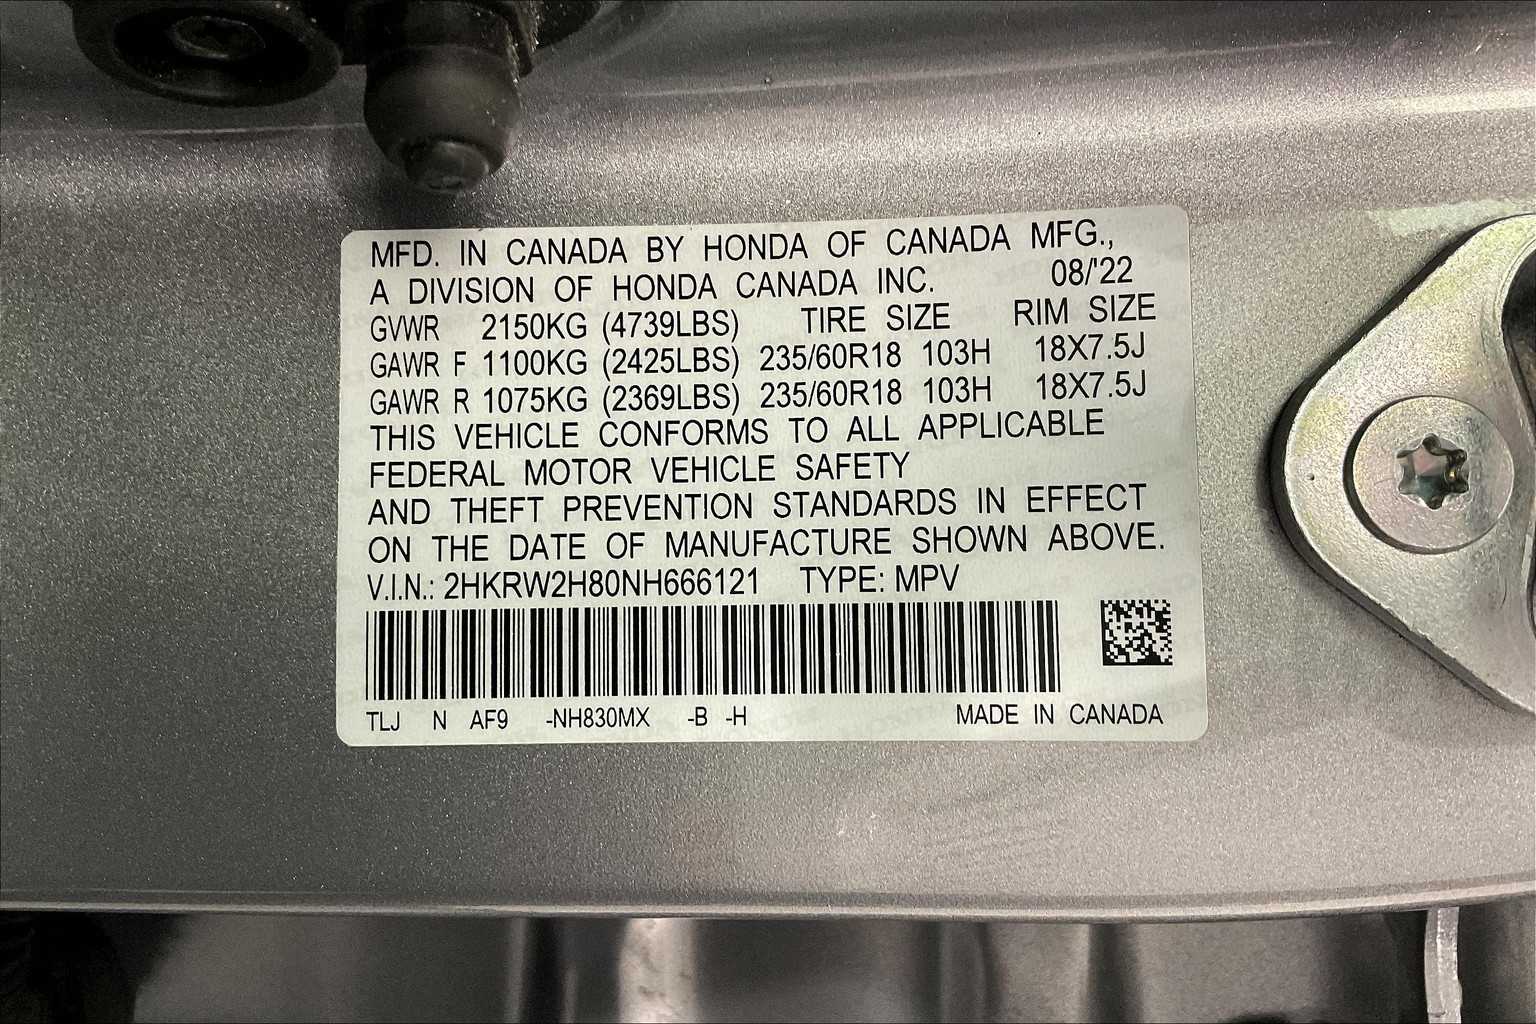 MFD. IN CANADA BY HONDA OF CANADA MFG.,
A DIVISION OF HONDA CANADA INC. 08/'22
GVWR 2150KG (4739LBS) TIRE SIZE RIM SIZE
GAWR F 1100KG (2425LBS) 235/60R18 103H 18X7.5J
GAWR R 1075KG (2369LBS) 235/60R18 103H 18X7.5J
THIS VEHICLE CONFORMS TO ALL APPLICABLE
FEDERAL MOTOR VEHICLE SAFETY
AND THEFT PREVENTION STANDARDS IN EFFECT
ON THE DATE OF MANUFACTURE SHOWN ABOVE.
V.I.N.: 2HKRW2H80NH666121 TYPE: MPV
TLJ N AF9 -NH830MX -B -H MADE IN CANADA